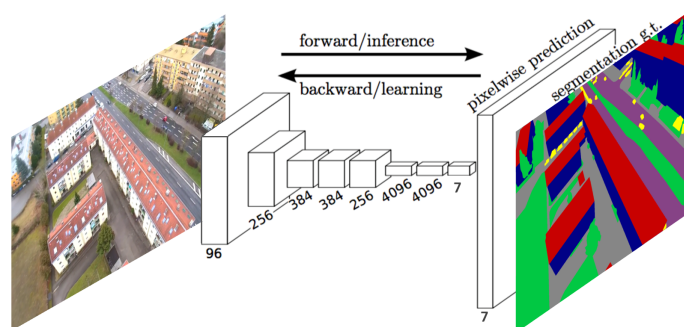 forward/inference
backward/learning
pixelwise prediction
segmentation g.t.
96
256
384
384
256
4096
4096
7
7